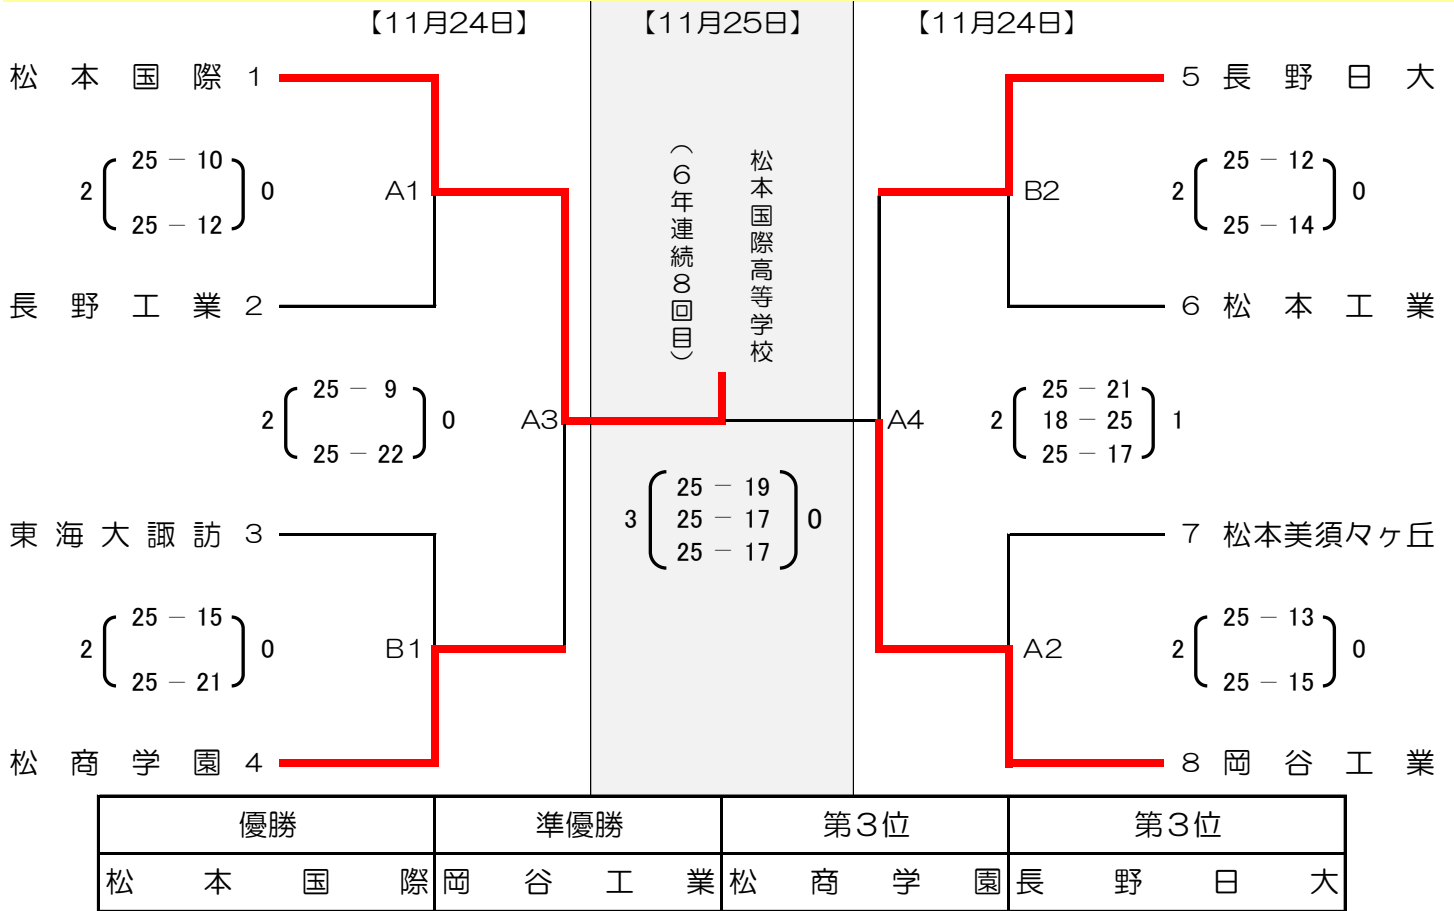 【11月24日】 【11月25日】 【11月24日】
松本国際 1
5 長野日大
2 25 － 10 0
25 － 12
A1
B2
2 25 － 12 0
25 － 14
長野工業 2
6 松本工業
松本国際高等学校
（６年連続８回目）
2 25 － 9 0
25 － 22
A3
A4
2 25 － 21 1
18 － 25
25 － 17
3 25 － 19 0
25 － 17
25 － 17
東海大諏訪 3
7 松本美須々ヶ丘
2 25 － 15 0
25 － 21
B1
A2
2 25 － 13 0
25 － 15
松商学園 4
8 岡谷工業
優勝 準優勝 第３位 第３位
松本国際 岡谷工業 松商学園 長野日大